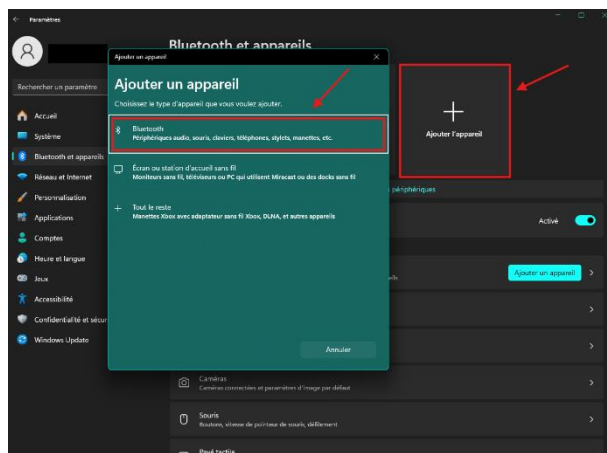 Paramètres
Bluetooth et appareils
Rechercher un paramètre
Accueil
Système
Bluetooth et appareils
Réseau et Internet
Personnalisation
Applications
Comptes
Heure et langue
Jeux
Accessibilité
Confidentialité et sécur
Windows Update
Ajouter un appareil
Ajouter un appareil
Choisissez le type d'appareil que vous voulez ajouter.
Bluetooth
Périphériques audio, souris, claviers, téléphones, stylets, manettes, etc.
Écran ou station d'accueil sans fil
Moniteurs sans fil, téléviseurs ou PC qui utilisent Miracast ou des docks sans fil
Tout le reste
Manettes Xbox avec adaptateur sans fil Xbox, DLNA, et autres appareils
Annuler
Ajouter l'appareil
périphériques
Activé
Ajouter un appareil
Caméras
Caméras connectées et paramètres d'image par défaut
Souris
Boutons, vitesse de pointeur de souris, défilement
Pavé tactile